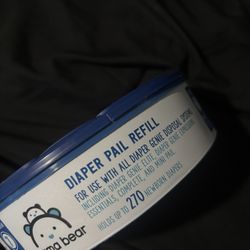 DIAPER PAIL REFILL
FOR USE WITH ALL DIAPER GENIE DISPOSAL SYSTEMS
INCLUDING DIAPER GENIE ELITE, DIAPER GENIE EXPRESSIONS,
ESSENTIALS, COMPLETE, AND MINI PAIL
HOLDS UP TO 270 NEWBORN DIAPERS
ma bear